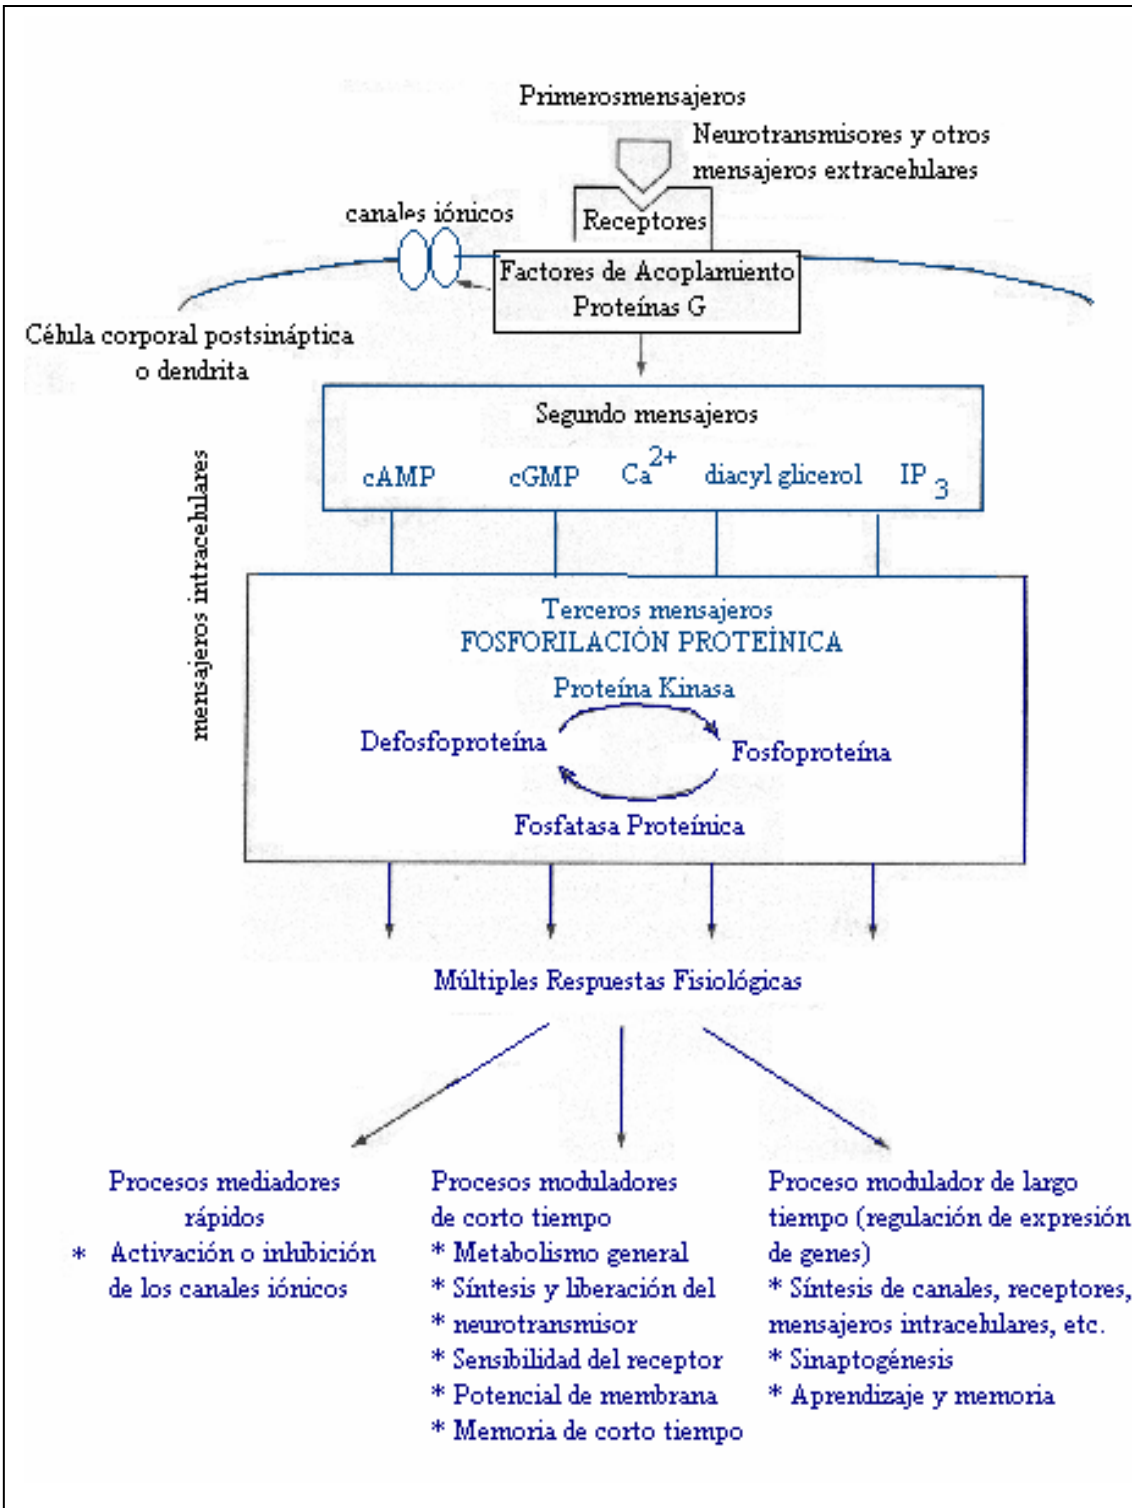 Primerosmensajeros
Neurotransmisores y otros
mensajeros extracelulares
canales iónicos
Receptores
Factores de Acoplamiento
Proteínas G
Célula corporal postsináptica
o dendrita
mensajeros intracelulares
Segundo mensajeros
cAMP cGMP Ca2+ diacyl glicerol IP3
Terceros mensajeros
FOSFORILACIÓN PROTEÍNICA
Proteína Kinasa
Defosfoproteína
Fosfoproteína
Fosfatasa Proteínica
Múltiples Respuestas Fisiológicas
Procesos mediadores
rápidos
* Activación o inhibición
de los canales iónicos
Procesos moduladores
de corto tiempo
* Metabolismo general
* Síntesis y liberación del
* neurotransmisor
* Sensibilidad del receptor
* Potencial de membrana
* Memoria de corto tiempo
Proceso modulador de largo
tiempo (regulación de expresión
de genes)
* Síntesis de canales, receptores,
mensajeros intracelulares, etc.
* Sinaptogénesis
* Aprendizaje y memoria